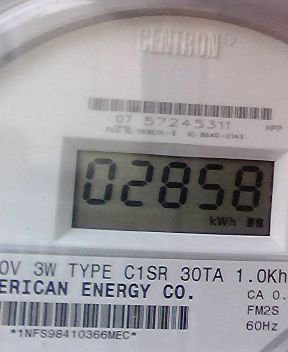 CENTRON®
07 57245311
MPP
02858
kWh
0V 3W TYPE C1SR 30TA 1.0Kh
ERICAN ENERGY CO.
CA 0.
FM2S
60Hz
*1NFS98410366MEC*